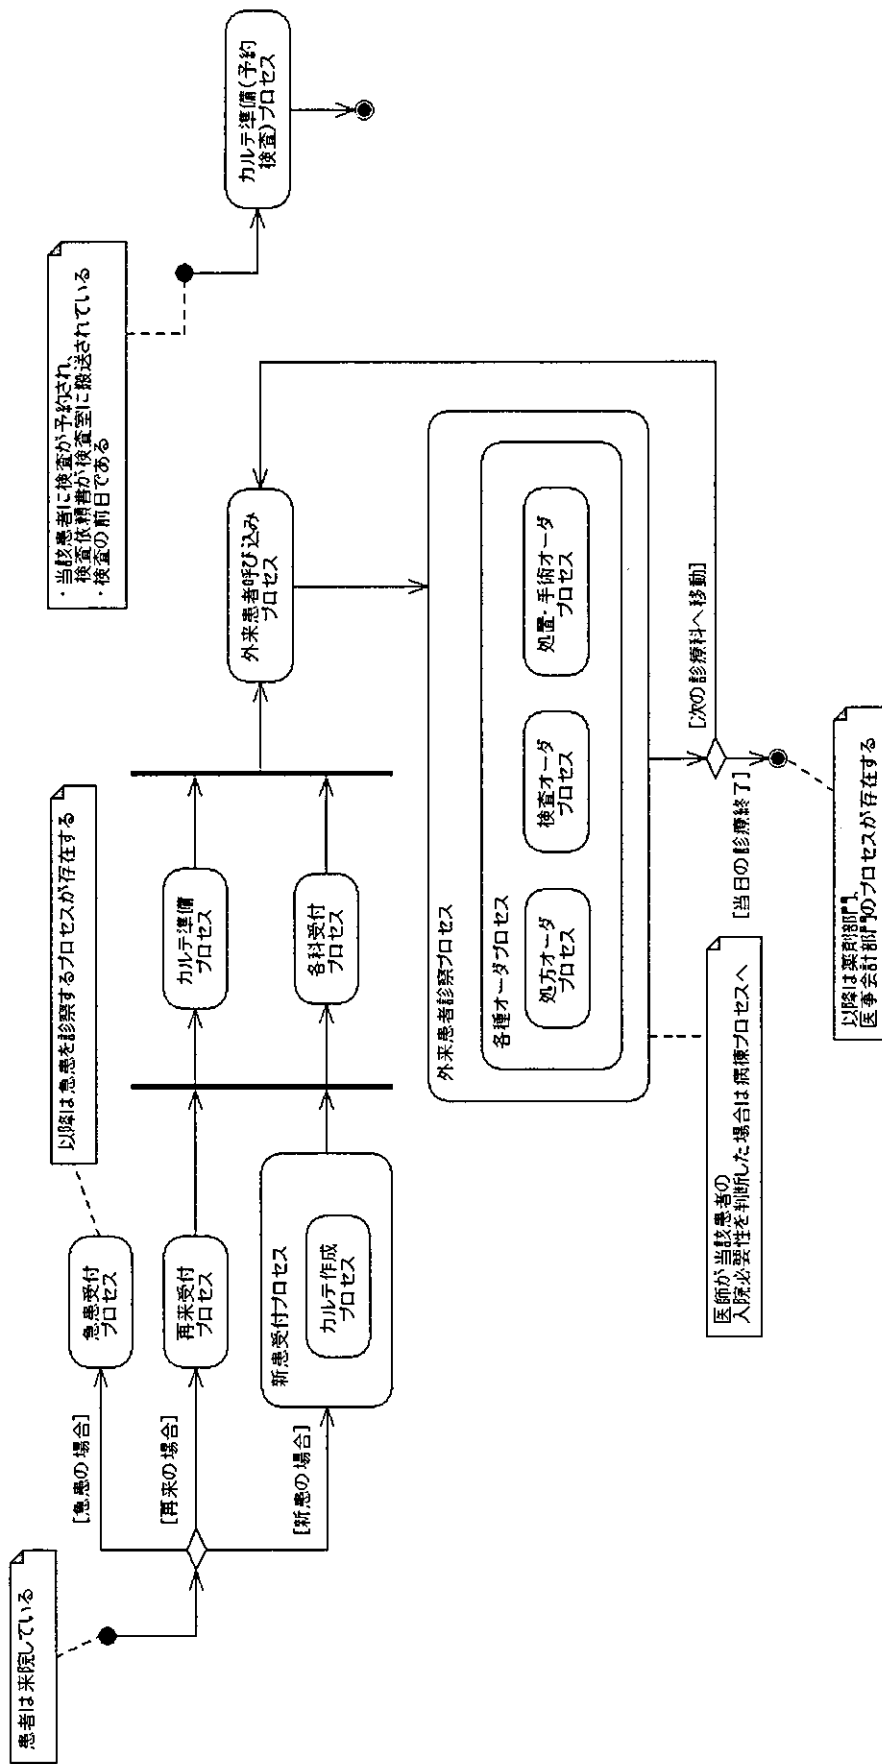 患者は来院している
[急患の場合]
[再来の場合]
[新患の場合]
急患受付
プロセス
再来受付
プロセス
新患受付プロセス
カルテ作成
プロセス
以降は急患を診察するプロセスが存在する
カルテ準備
プロセス
各科受付
プロセス
外来患者呼び込み
プロセス
外来患者診察プロセス
各種オーダプロセス
処方オーダ
プロセス
検査オーダ
プロセス
処置・手術オーダ
プロセス
医師が当該患者の
入院必要性を判断した場合は病棟プロセスへ
[当日の診療終了]
[次の診療科へ移動]
以降は薬剤部門、
医事会計部門のプロセスが存在する
・当該患者に検査が予約され、
検査依頼書が検査室に搬送されている
・検査の前日である
カルテ準備(予約
検査)プロセス